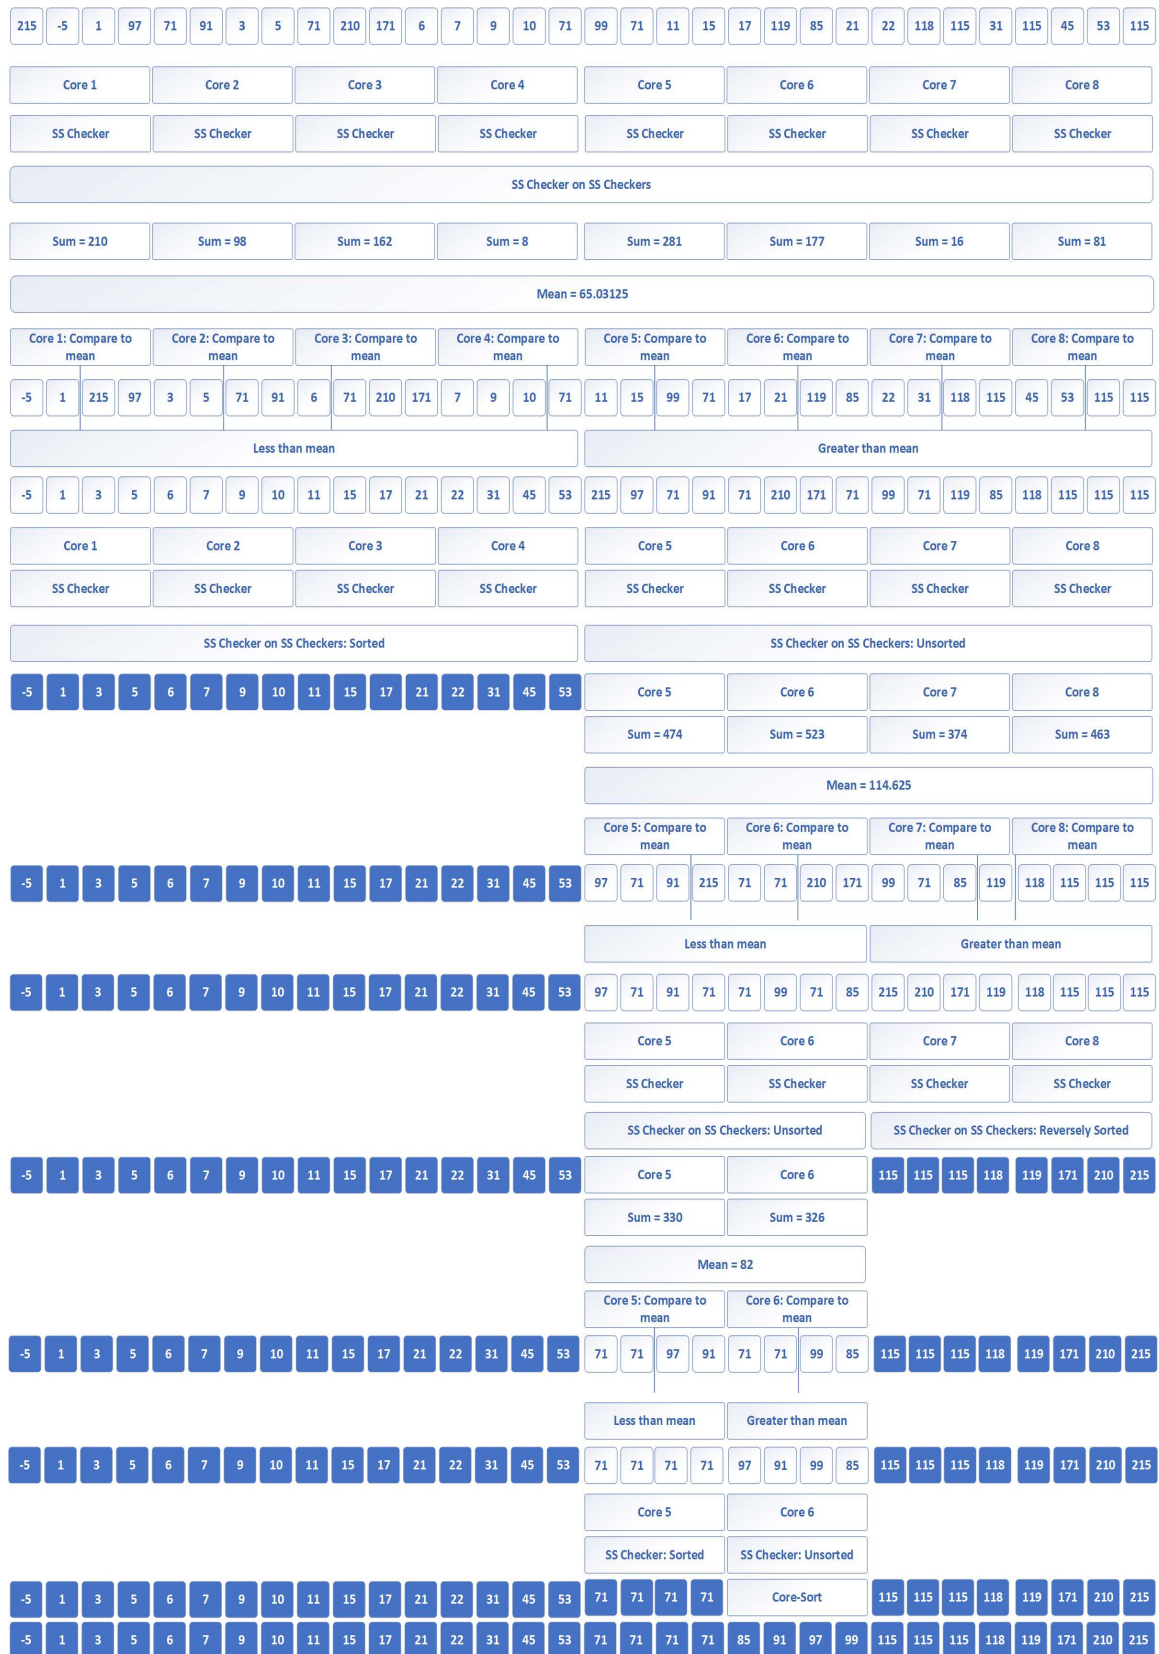 215 -5 1 97 71 91 3 5 71 210 171 6 7 9 10 71 99 71 11 15 17 119 85 21 22 118 115 31 115 45 53 115
Core 1 Core 2 Core 3 Core 4 Core 5 Core 6 Core 7 Core 8
SS Checker SS Checker SS Checker SS Checker SS Checker SS Checker SS Checker SS Checker
SS Checker on SS Checkers
Sum = 210 Sum = 98 Sum = 162 Sum = 8 Sum = 281 Sum = 177 Sum = 16 Sum = 81
Mean = 65.03125
Core 1: Compare to Core 2: Compare to Core 3: Compare to Core 4: Compare to Core 5: Compare to Core 6: Compare to Core 7: Compare to Core 8: Compare to
mean mean mean mean mean mean mean mean
-5 1 215 97 3 5 71 91 6 71 210 171 7 9 10 71 11 15 99 71 17 21 119 85 22 31 118 115 45 53 115 115
Less than mean Greater than mean
-5 1 3 5 6 7 9 10 11 15 17 21 22 31 45 53 215 97 71 91 71 210 171 71 99 71 119 85 118 115 115 115
Core 1 Core 2 Core 3 Core 4 Core 5 Core 6 Core 7 Core 8
SS Checker SS Checker SS Checker SS Checker SS Checker SS Checker SS Checker SS Checker
SS Checker on SS Checkers: Sorted SS Checker on SS Checkers: Unsorted
-5 1 3 5 6 7 9 10 11 15 17 21 22 31 45 53 Core 5 Core 6 Core 7 Core 8
Sum = 474 Sum = 523 Sum = 374 Sum = 463
Mean = 114.625
Core 5: Compare to Core 6: Compare to Core 7: Compare to Core 8: Compare to
mean mean mean mean
-5 1 3 5 6 7 9 10 11 15 17 21 22 31 45 53 97 71 91 215 71 71 210 171 99 71 85 119 118 115 115 115
Less than mean Greater than mean
-5 1 3 5 6 7 9 10 11 15 17 21 22 31 45 53 97 71 91 71 71 99 71 85 215 210 171 119 118 115 115 115
Core 5 Core 6 Core 7 Core 8
SS Checker SS Checker SS Checker SS Checker
SS Checker on SS Checkers: Unsorted SS Checker on SS Checkers: Reversely Sorted
-5 1 3 5 6 7 9 10 11 15 17 21 22 31 45 53 Core 5 Core 6 115 115 115 118 119 171 210 215
Sum = 330 Sum = 326
Mean = 82
Core 5: Compare to Core 6: Compare to
mean mean
-5 1 3 5 6 7 9 10 11 15 17 21 22 31 45 53 71 71 97 91 71 71 99 85 115 115 115 118 119 171 210 215
Less than mean Greater than mean
-5 1 3 5 6 7 9 10 11 15 17 21 22 31 45 53 71 71 71 71 97 91 99 85 115 115 115 118 119 171 210 215
Core 5 Core 6
SS Checker: Sorted SS Checker: Unsorted
-5 1 3 5 6 7 9 10 11 15 17 21 22 31 45 53 71 71 71 71 Core-Sort 115 115 115 118 119 171 210 215
-5 1 3 5 6 7 9 10 11 15 17 21 22 31 45 53 71 71 71 71 85 91 97 99 115 115 115 118 119 171 210 215